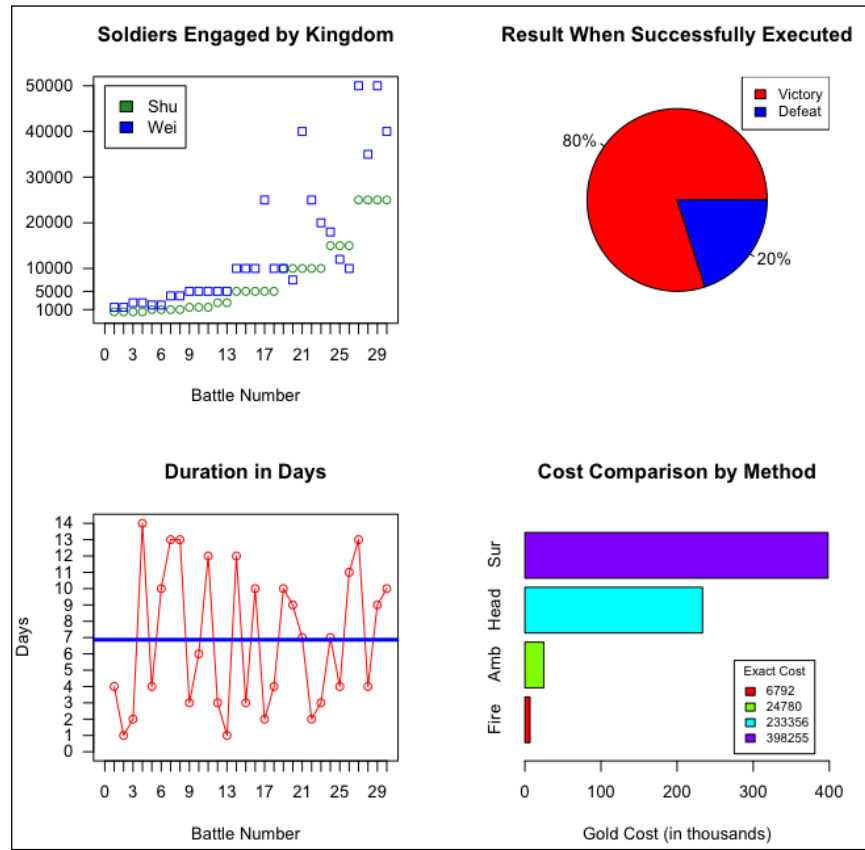 Soldiers Engaged by Kingdom
50000
40000
30000
20000
10000
5000
1000
Shu
Wei
0 3 6 9 13 17 21 25 29
Battle Number
Result When Successfully Executed
Victory
Defeat
80%
20%
Duration in Days
Days
14
13
12
11
10
9
8
7
6
5
4
3
2
1
0
0 3 6 9 13 17 21 25 29
Battle Number
Cost Comparison by Method
Sur
Head
Amb
Fire
Exact Cost
6792
24780
233356
398255
0 100 200 300 400
Gold Cost (in thousands)